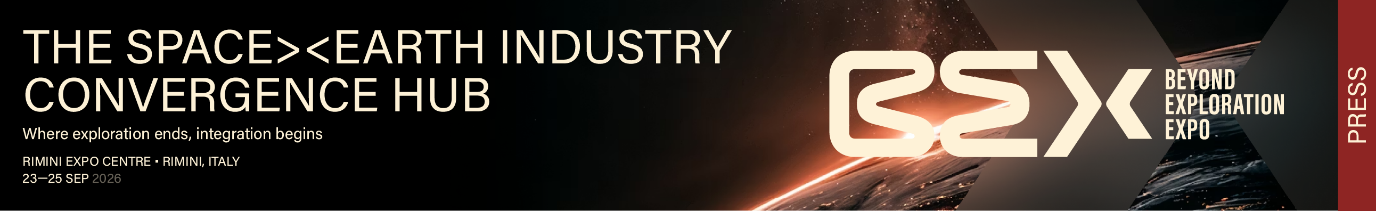 THE SPACE><EARTH INDUSTRY
CONVERGENCE HUB
Where exploration ends, integration begins
RIMINI EXPO CENTRE • RIMINI, ITALY
23—25 SEP 2026
BEX
BEYOND
EXPLORATION
EXPO
PRESS